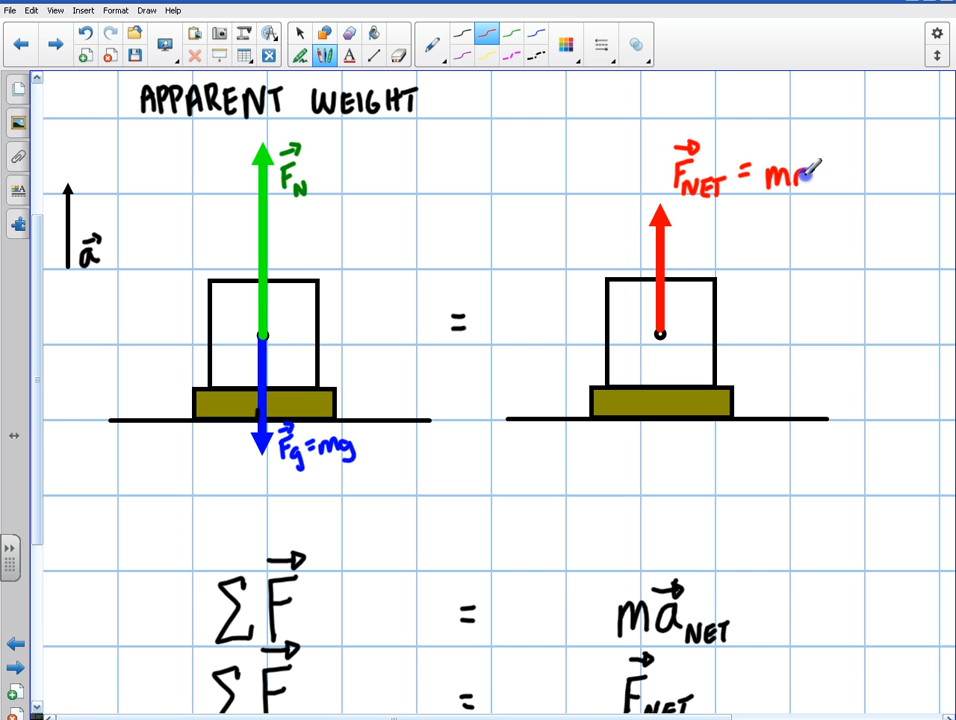 File Edit View Insert Format Draw Help
APPARENT WEIGHT
F⃗N
F⃗NET = m
a⃗
=
F⃗g = mg
ΣF⃗ = ma⃗NET
ΣF⃗ = F⃗NET